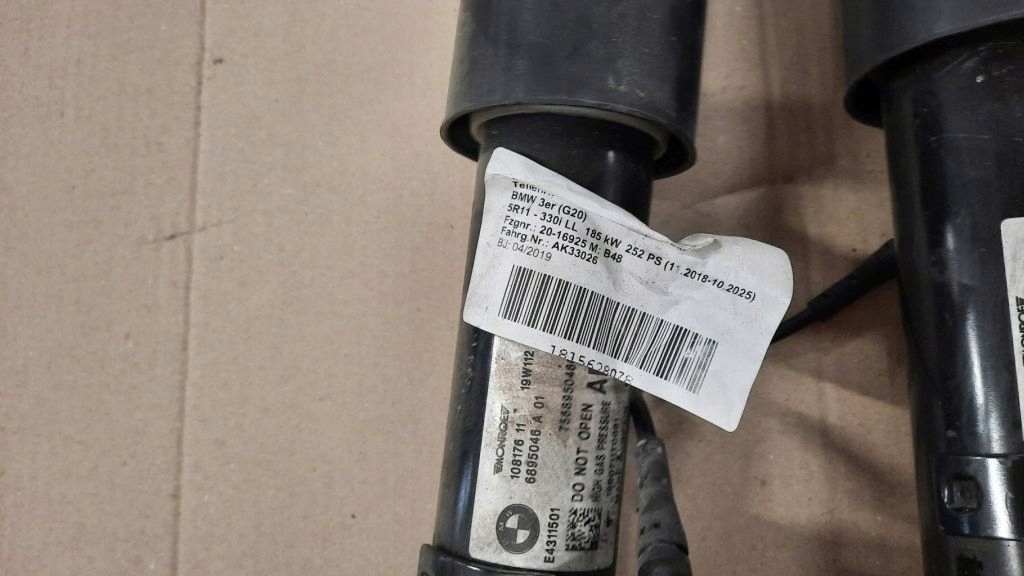 BMW 3er (G20)
5R11 - 330i LL 185 kW 252 PS (11.2018-10.2025)
Fzgnr.: 20-16925 M: B48
Fahrg.Nr.: AK33026
BJ: 04/2019
1815628078
19W112
MONROE
108176 11
6895046 A 01
E4311501
DO NOT OPEN
HIGH GAS PRESSURE
MONROE